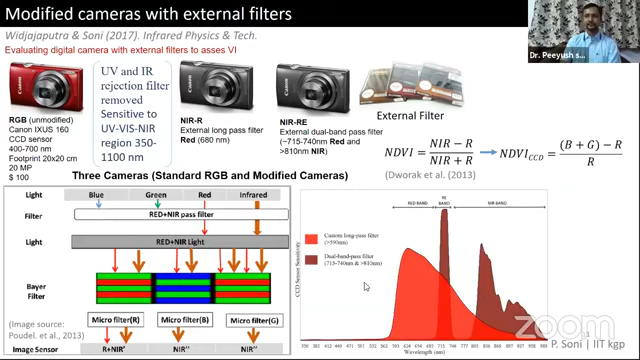 Modified cameras with external filters
Widjajaputra & Soni (2017). Infrared Physics & Tech.
Evaluating digital camera with external filters to asses VI
Dr. Peeyush s...
Canon
RGB (unmodified)
Canon IXUS 160
CCD sensor
400-700 nm
Footprint 20x20 cm
20 MP
$ 100
UV and IR
rejection filter
removed
Sensitive to
UV-VIS-NIR
region 350-
1100 nm
Canon
NIR-R
External long pass filter
Red (680 nm)
Canon
NIR-RE
External dual-band pass filter
(~715-740nm Red and
>810nm NIR)
External Filter
NDVI = NIR − R / NIR + R → NDVI CCD = (B + G) − R / R
(Dworak et al. (2013)
Three Cameras (Standard RGB and Modified Cameras)
Light
Blue
Green
Red
Infrared
Filter
RED+NIR pass filter
Light
RED+NIR Light
Bayer
Filter
Micro filter(R)
Micro filter(B)
Micro filter(G)
(Image source:
Poudel. et al., 2013)
Image Sensor
R+NIR'
NIR''
NIR''
RED BAND
RE
BAND
NIR BAND
Custom long-pass filter
(>590nm)
Dual-band-pass filter
(715-740nm & >810nm)
CCD Sensor Sensitivity
Wavelength (nm)
zoom
P. Soni | IIT kgp